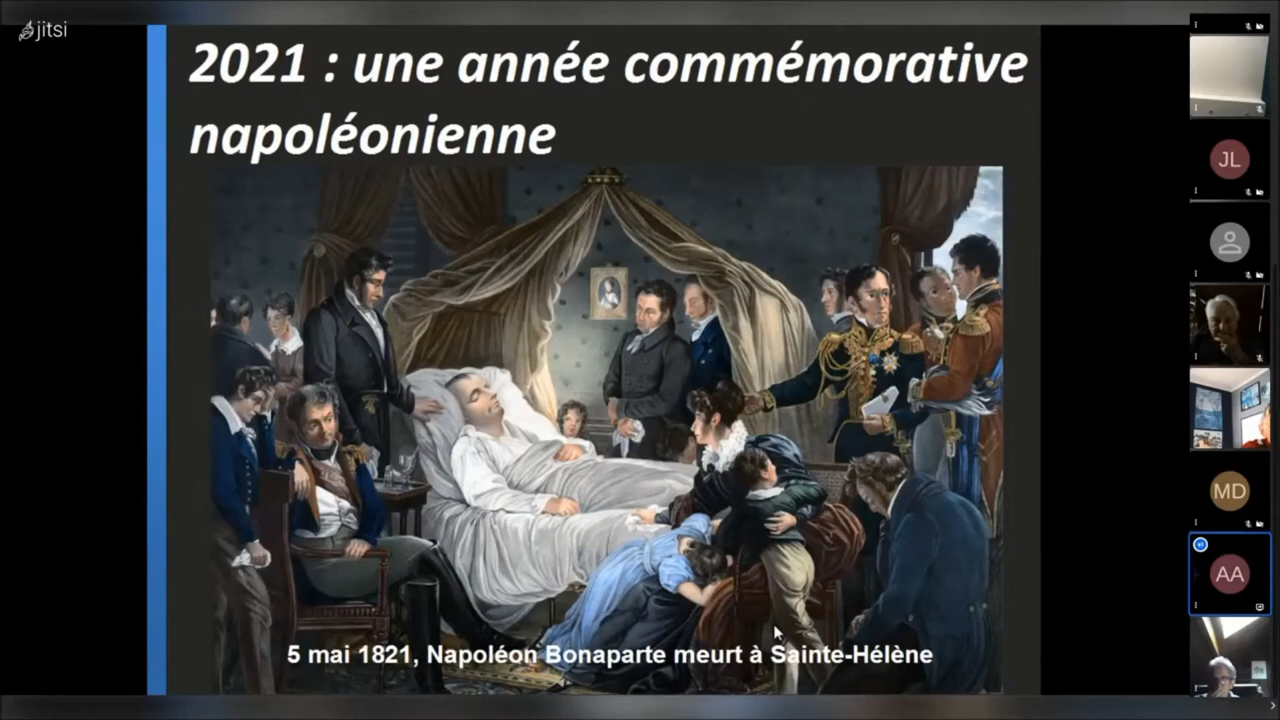 jitsi
2021 : une année commémorative
napoléonienne
5 mai 1821, Napoléon Bonaparte meurt à Sainte-Hélène
JL
MD
AA